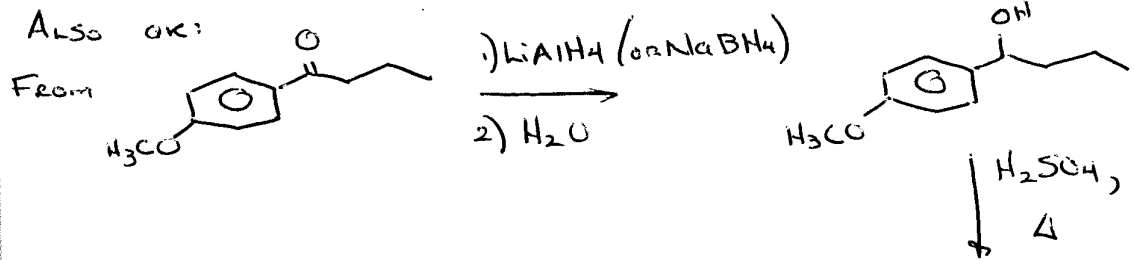 Also ok:
From
O
H3CO
1) LiAlH4 (or NaBH4)
2) H2O
OH
H3CO
H2SO4,
Δ